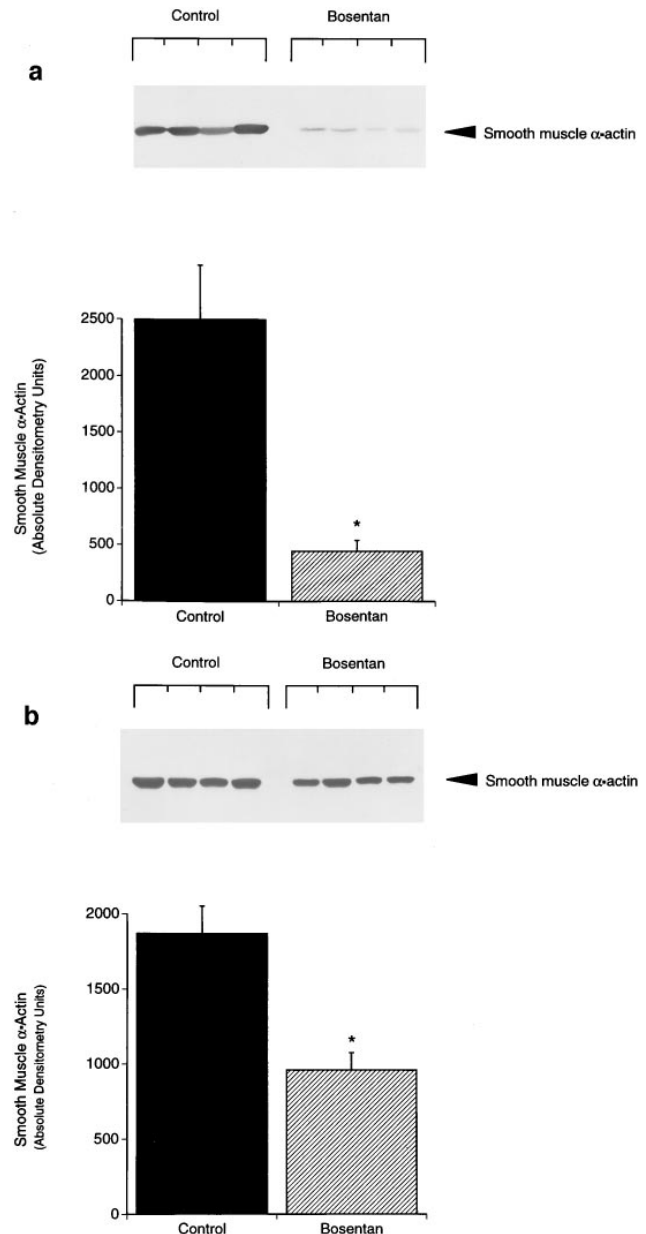 Control Bosentan
a
Smooth muscle α-actin
Smooth Muscle α-Actin
(Absolute Densitometry Units)
2500
2000
1500
1000
500
0
*
Control Bosentan
Control Bosentan
b
Smooth muscle α-actin
Smooth Muscle α-Actin
(Absolute Densitometry Units)
2000
1500
1000
500
0
*
Control Bosentan